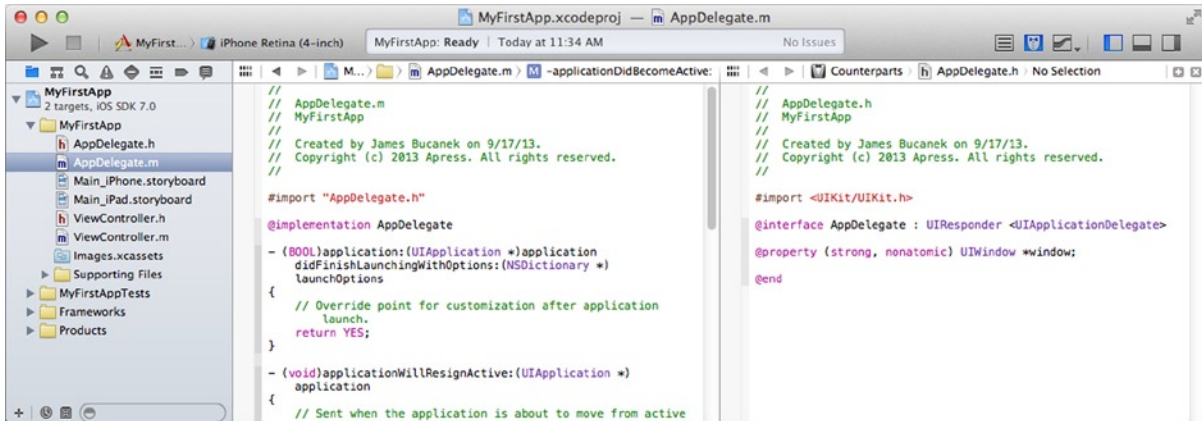 MyFirstApp.xcodeproj — AppDelegate.m
MyFirst... iPhone Retina (4-inch)
MyFirstApp: Ready | Today at 11:34 AM
No Issues
M... AppDelegate.m -applicationDidBecomeActive:
Counterparts AppDelegate.h No Selection
MyFirstApp
2 targets, iOS SDK 7.0
MyFirstApp
h AppDelegate.h
m AppDelegate.m
Main_iPhone.storyboard
Main_iPad.storyboard
h ViewController.h
m ViewController.m
Images.xcassets
Supporting Files
MyFirstAppTests
Frameworks
Products
//
// AppDelegate.m
// MyFirstApp
//
// Created by James Bucanek on 9/17/13.
// Copyright (c) 2013 Apress. All rights reserved.
//
#import "AppDelegate.h"
@implementation AppDelegate
- (BOOL)application:(UIApplication *)application
didFinishLaunchingWithOptions:(NSDictionary *)
launchOptions
{
// Override point for customization after application
launch.
return YES;
}
- (void)applicationWillResignActive:(UIApplication *)
application
{
// Sent when the application is about to move from active
//
// AppDelegate.h
// MyFirstApp
//
// Created by James Bucanek on 9/17/13.
// Copyright (c) 2013 Apress. All rights reserved.
//
#import <UIKit/UIKit.h>
@interface AppDelegate : UIResponder <UIApplicationDelegate>
@property (strong, nonatomic) UIWindow *window;
@end